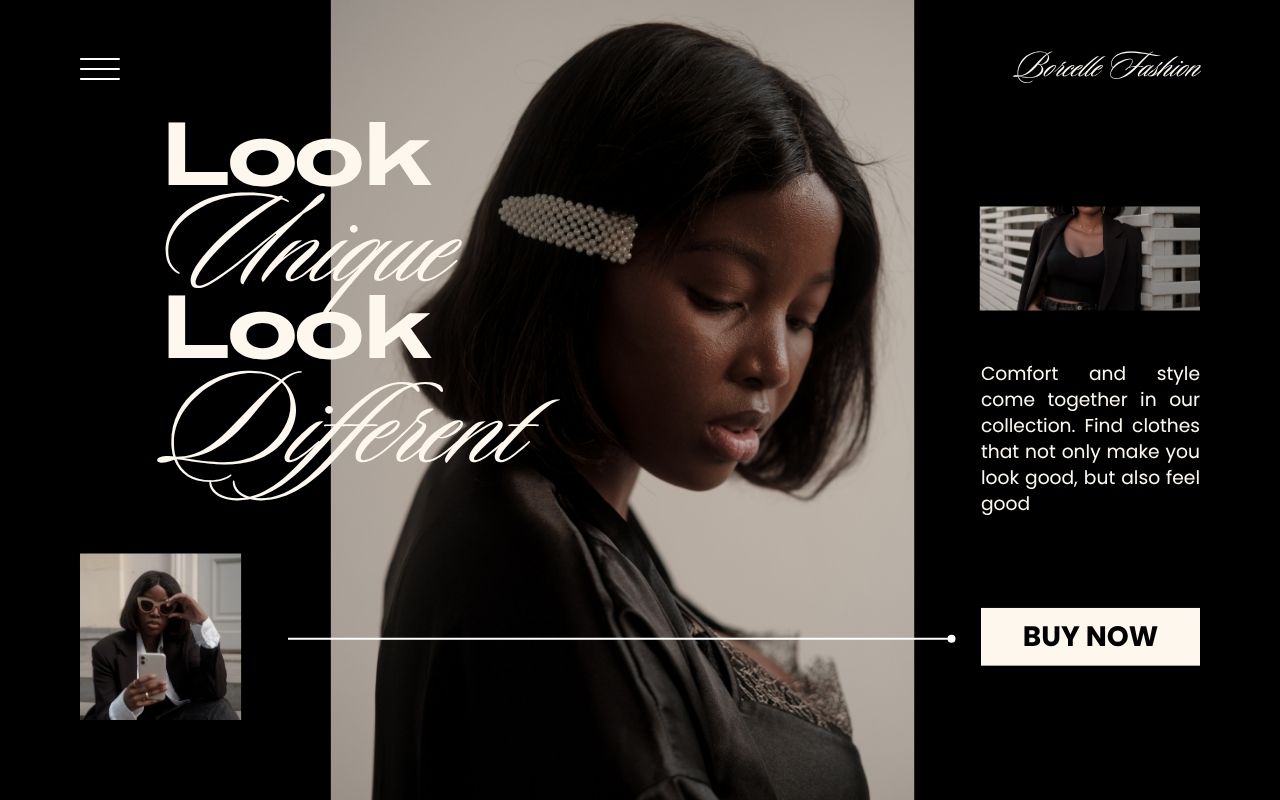 Borcelle Fashion
Look
Unique
Look
Different
Comfort and style
come together in our
collection. Find clothes
that not only make you
look good, but also feel
good
BUY NOW